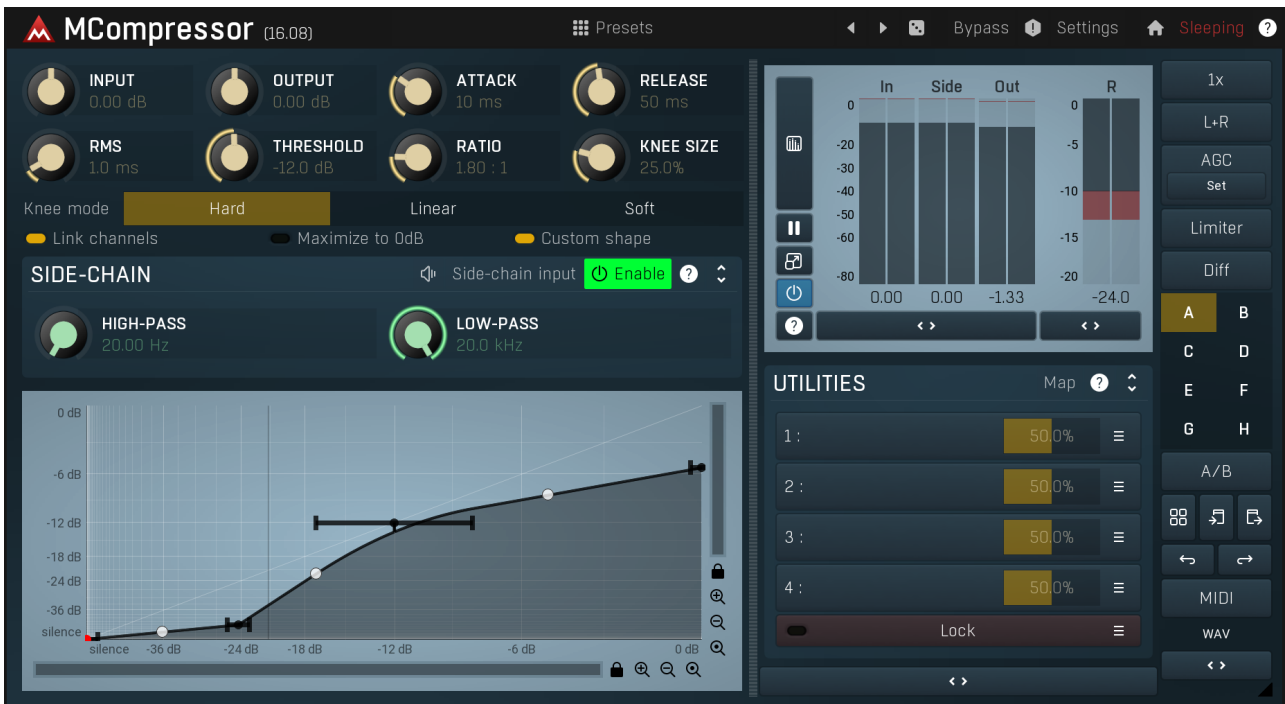 MCompressor (16.08) Presets Bypass Settings Sleeping ?
INPUT
0.00 dB
OUTPUT
0.00 dB
ATTACK
10 ms
RELEASE
50 ms
RMS
1.0 ms
THRESHOLD
-12.0 dB
RATIO
1.80 : 1
KNEE SIZE
25.0%
Knee mode Hard Linear Soft
Link channels Maximize to 0dB Custom shape
SIDE-CHAIN Side-chain input Enable ?
HIGH-PASS
20.00 Hz
LOW-PASS
20.0 kHz
0 dB
-6 dB
-12 dB
-18 dB
-24 dB
-36 dB
silence
silence -36 dB -24 dB -18 dB -12 dB -6 dB 0 dB
In Side Out R
0
-20
-30
-40
-50
-60
-80
0
-5
-10
-15
-20
0.00 0.00 -1.33 -24.0
?
UTILITIES Map ?
1 : 50.0%
2 : 50.0%
3 : 50.0%
4 : 50.0%
Lock
1x
L+R
AGC
Set
Limiter
Diff
A B
C D
E F
G H
A/B
MIDI
WAV